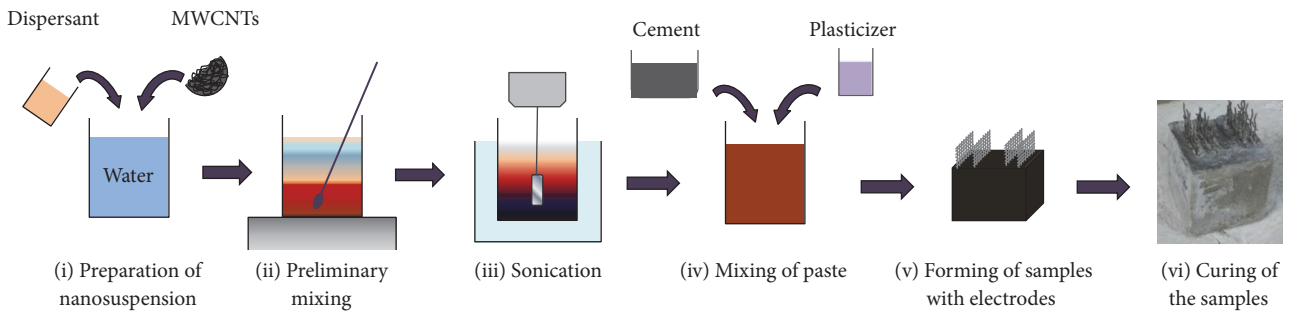 Dispersant
MWCNTs
Water
Cement
Plasticizer
(i) Preparation of
nanosuspension
(ii) Preliminary
mixing
(iii) Sonication
(iv) Mixing of paste
(v) Forming of samples
with electrodes
(vi) Curing of
the samples